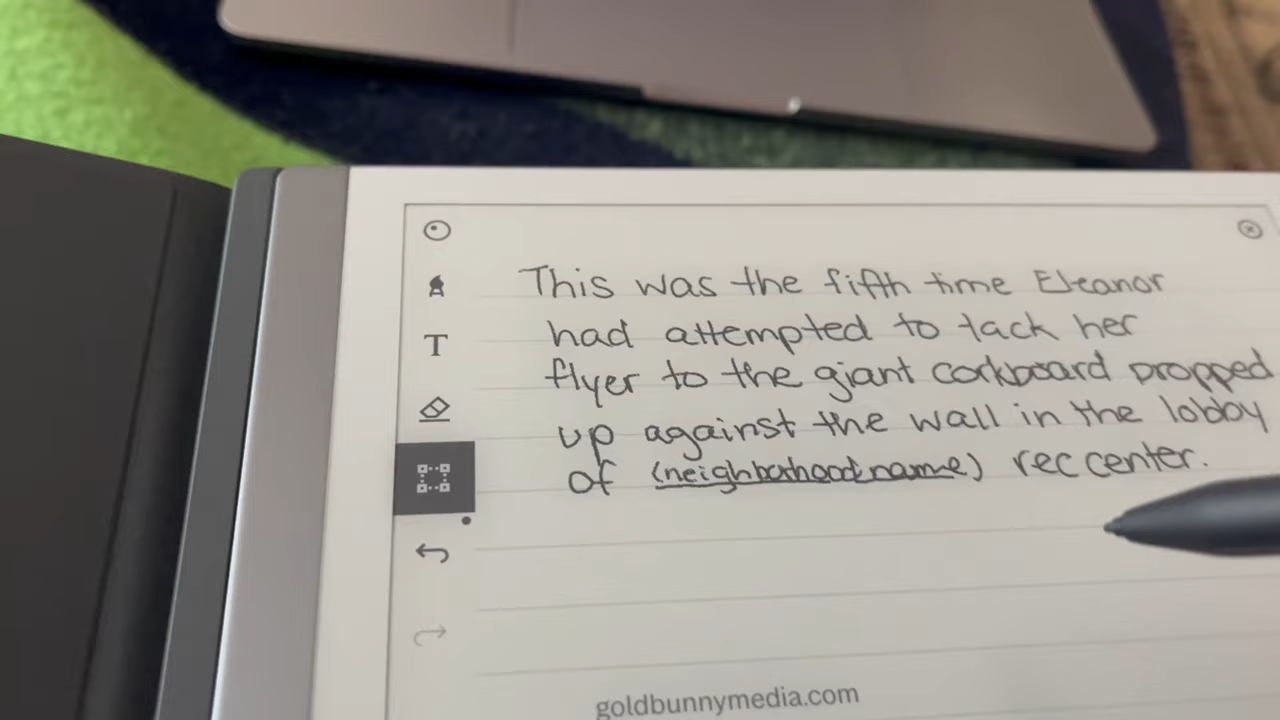 This was the fifth time Eleanor
had attempted to tack her
flyer to the giant corkboard propped
up against the wall in the lobby
of (neighborhood name) rec center.
T
goldbunnymedia.com